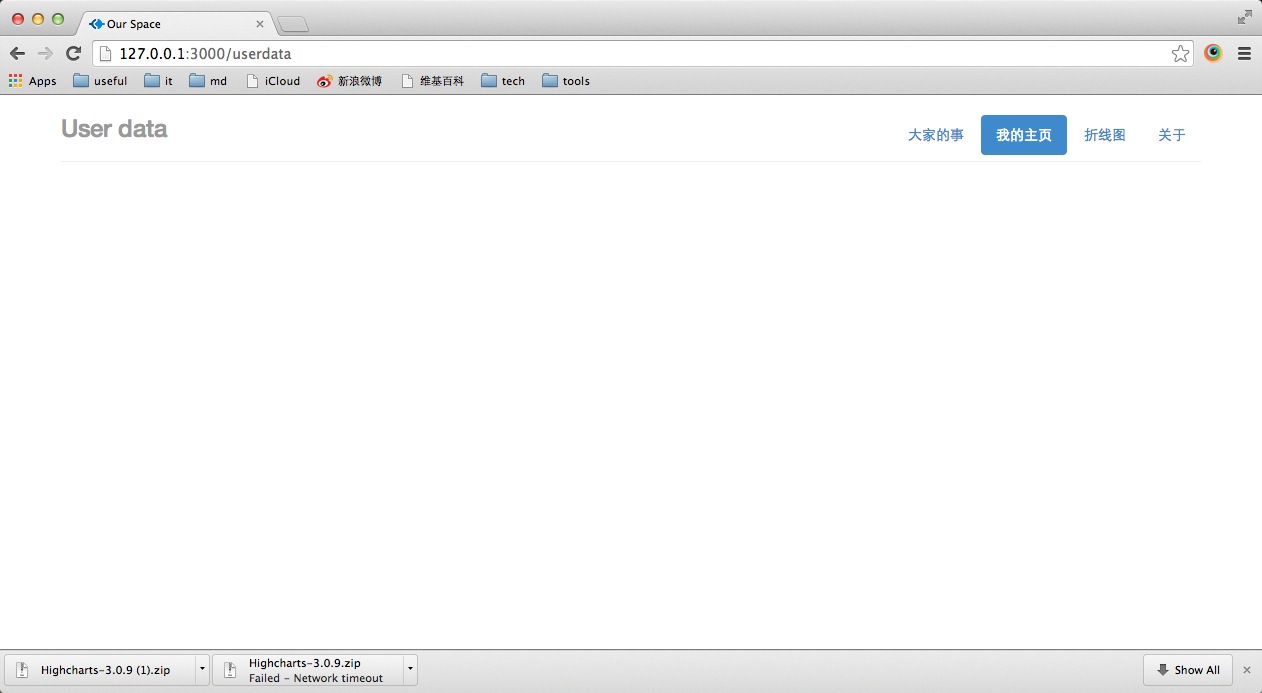 Our Space
127.0.0.1:3000/userdata
Apps useful it md iCloud 新浪微博 维基百科 tech tools
User data 大家的事 我的主页 折线图 关于
Highcharts-3.0.9 (1).zip
Highcharts-3.0.9.zip
Failed - Network timeout
Show All